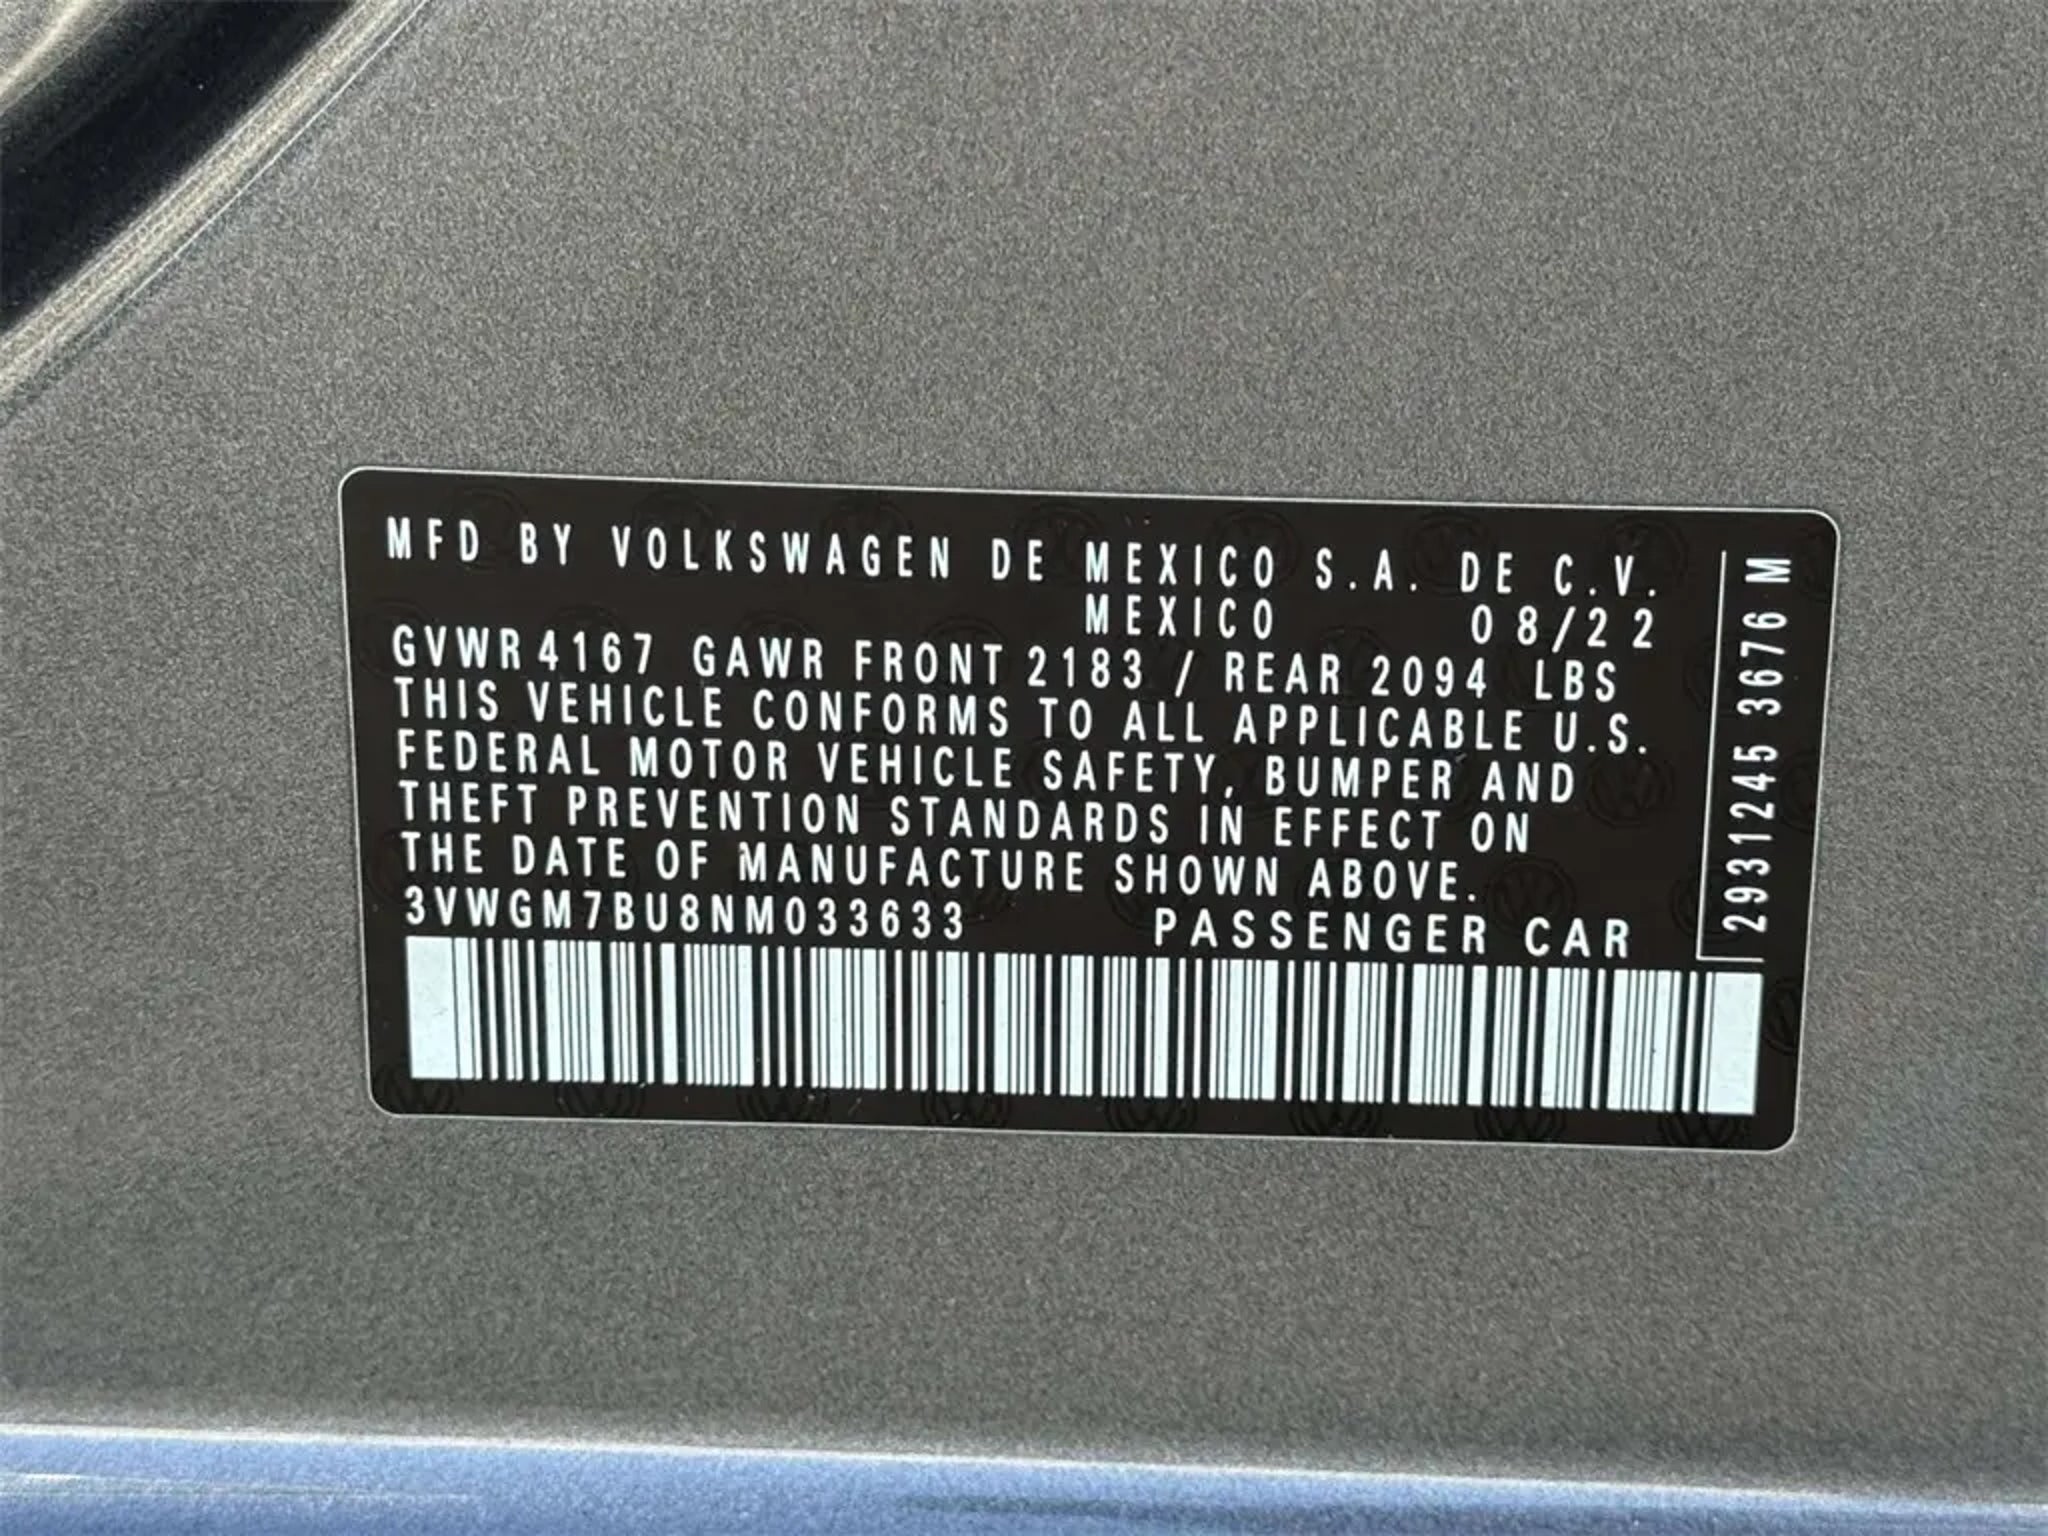 MFD BY VOLKSWAGEN DE MEXICO S.A. DE C.V.
MEXICO 08/22
GVWR 4167 GAWR FRONT 2183 / REAR 2094 LBS
THIS VEHICLE CONFORMS TO ALL APPLICABLE U.S.
FEDERAL MOTOR VEHICLE SAFETY, BUMPER AND
THEFT PREVENTION STANDARDS IN EFFECT ON
THE DATE OF MANUFACTURE SHOWN ABOVE.
3VWGM7BU8NM033633 PASSENGER CAR
2931245 3676 M